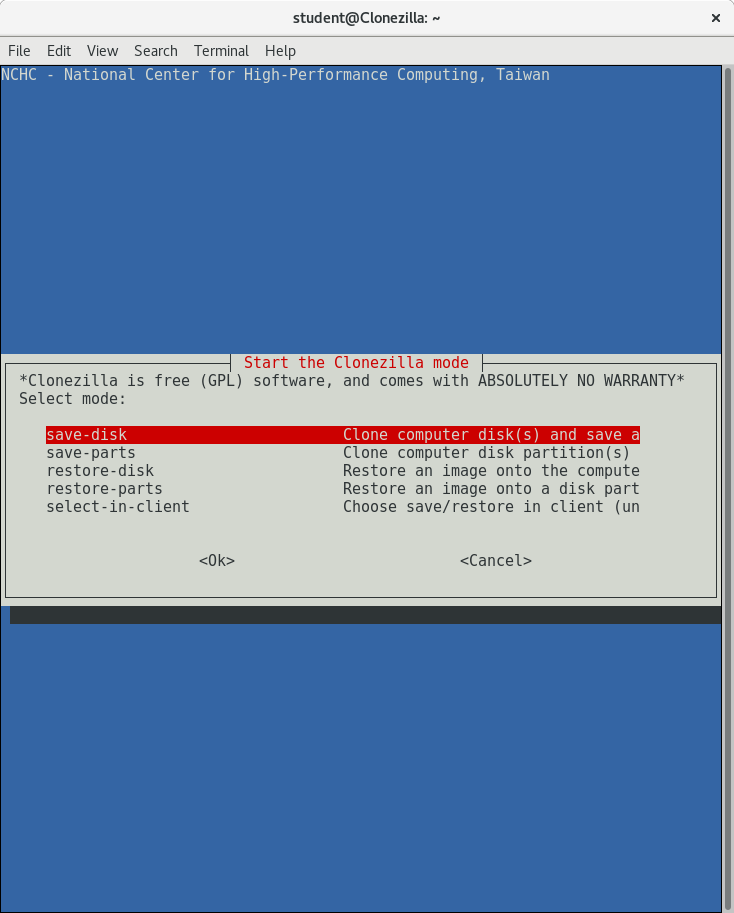 student@Clonezilla: ~ ×
File Edit View Search Terminal Help
NCHC - National Center for High-Performance Computing, Taiwan
Start the Clonezilla mode
*Clonezilla is free (GPL) software, and comes with ABSOLUTELY NO WARRANTY*
Select mode:
save-disk Clone computer disk(s) and save a
save-parts Clone computer disk partition(s)
restore-disk Restore an image onto the compute
restore-parts Restore an image onto a disk part
select-in-client Choose save/restore in client (un
<Ok> <Cancel>